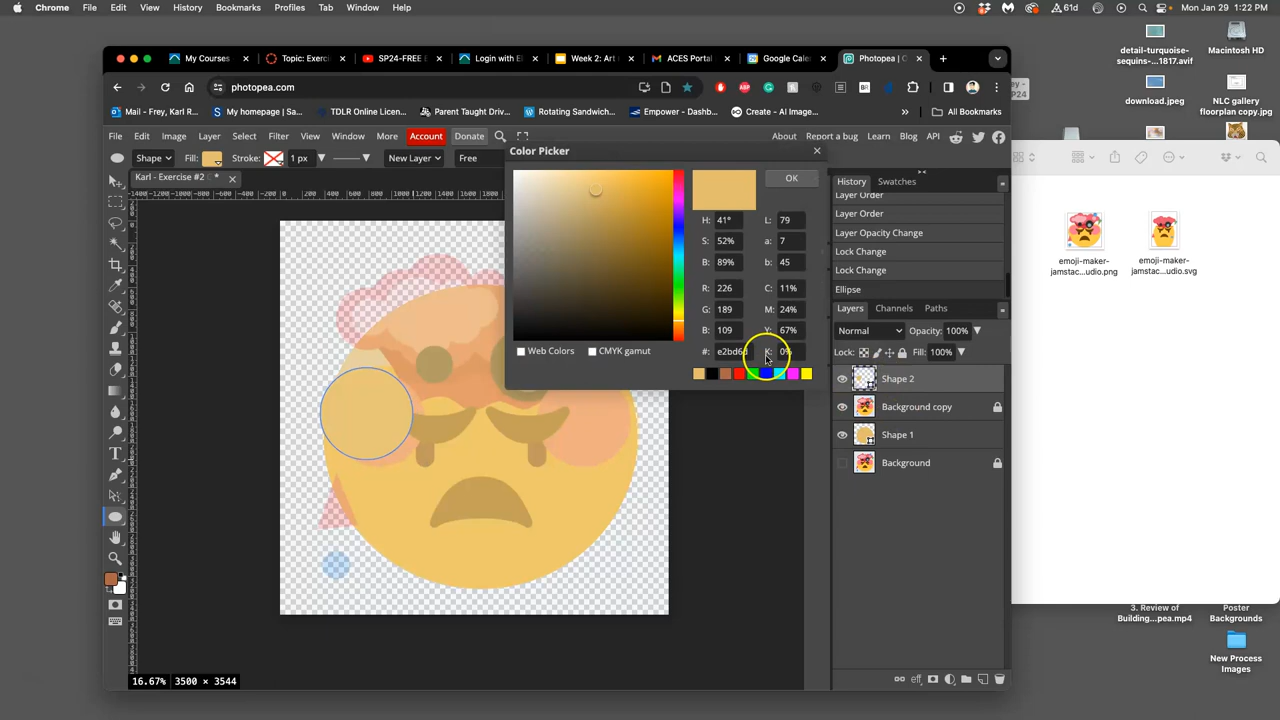 Chrome File Edit View History Bookmarks Profiles Tab Window Help 61d Mon Jan 29 1:22 PM
My Courses Topic: Exerci SP24-FREE E Login with E Week 2: Art ACES Portal Google Cale Photopea | O
photopea.com
Mail - Frey, Karl R... My homepage | Sa... TDLR Online Licen... Parent Taught Driv... Rotating Sandwich... Empower - Dashb... Create - AI Image... All Bookmarks
File Edit Image Layer Select Filter View Window More Account Donate About Report a bug Learn Blog API
Shape Fill: Stroke: 1 px New Layer Free
Color Picker
Karl - Exercise #2 *
OK
H: 41° L: 79
S: 52% a: 7
B: 89% b: 45
R: 226 C: 11%
G: 189 M: 24%
B: 109 Y: 67%
#: e2bd6d K: 0%
Web Colors CMYK gamut
History Swatches
Layer Order
Layer Order
Layer Opacity Change
Lock Change
Lock Change
Ellipse
Layers Channels Paths
Normal Opacity: 100%
Lock: Fill: 100%
Shape 2
Background copy
Shape 1
Background
eff
16.67% 3500 × 3544
detail-turquoise-
sequins-...1817.avif
Macintosh HD
download.jpeg
NLC gallery
floorplan copy.jpg
emoji-maker-
jamstac...udio.png
emoji-maker-
jamstac...udio.svg
3. Review of
Building...pea.mp4
Poster
Backgrounds
New Process
Images